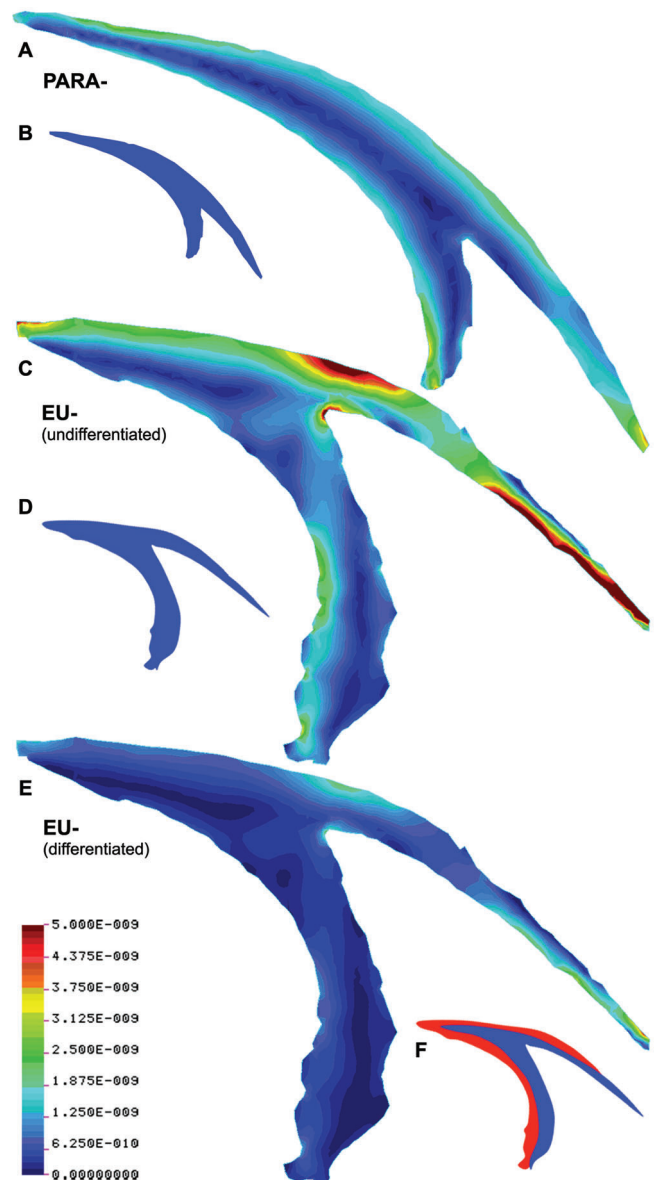 A
PARA-
B
C
EU-
(undifferentiated)
D
E
EU-
(differentiated)
5.000E-009
4.375E-009
3.750E-009
3.125E-009
2.500E-009
1.875E-009
1.250E-009
6.250E-010
0.00000000
F